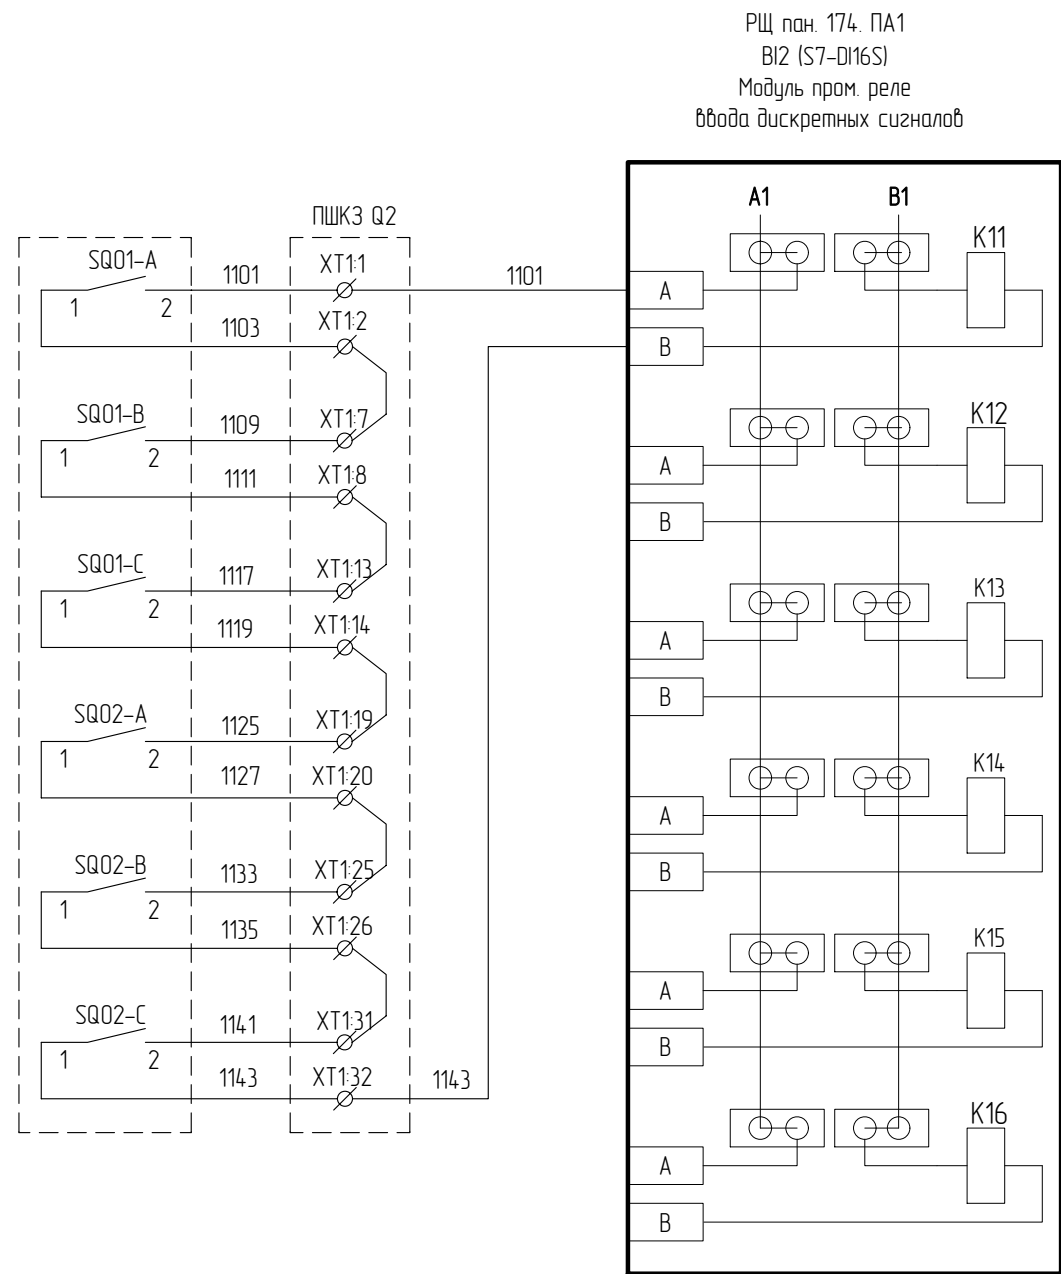 РЩ пан. 174. ПА1
BI2 (S7-DI16S)
Модуль пром. реле
ввода дискретных сигналов
ПШКЗ Q2
SQ01-A
1
2
1101
XT1:1
1103
XT1:2
SQ01-B
1
2
1109
XT1:7
1111
XT1:8
SQ01-C
1
2
1117
XT1:13
1119
XT1:14
SQ02-A
1
2
1125
XT1:19
1127
XT1:20
SQ02-B
1
2
1133
XT1:25
1135
XT1:26
SQ02-C
1
2
1141
XT1:31
1143
XT1:32
1101
1143
A1
B1
K11
A
B
K12
A
B
K13
A
B
K14
A
B
K15
A
B
K16
A
B